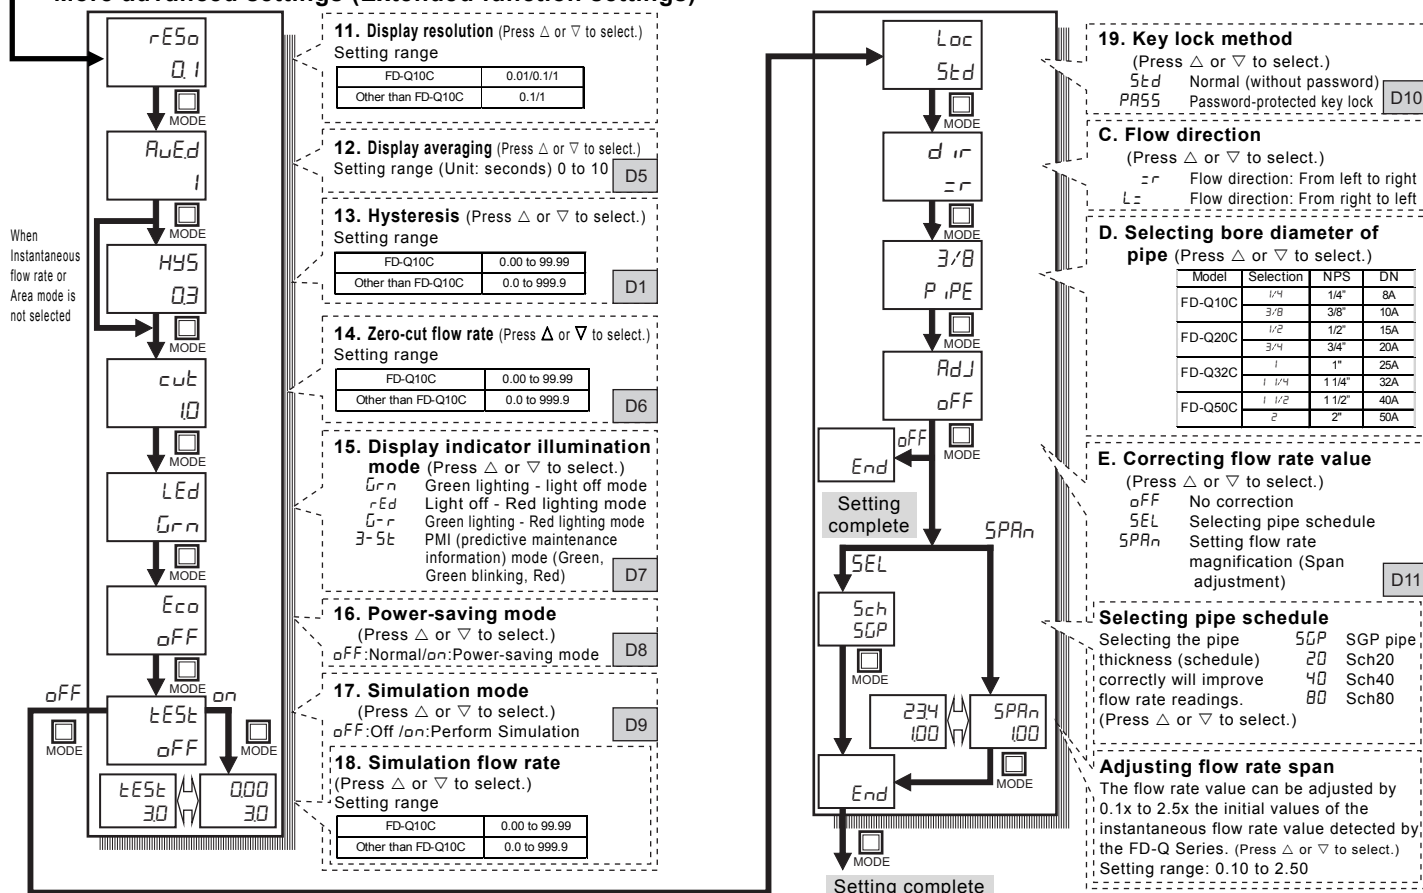 More advanced settings (Extended function settings)
rESo
0.1
MODE
AvE.d
1
MODE
When
Instantaneous
flow rate or
Area mode is
not selected
HYS
0.3
MODE
cut
1.0
MODE
LEd
Grn
MODE
Eco
oFF
MODE
oFF
on
tESt
oFF
MODE
MODE
tESt
3.0
0.00
3.0
11. Display resolution (Press △ or ▽ to select.)
Setting range
FD-Q10C 0.01/0.1/1
Other than FD-Q10C 0.1/1
12. Display averaging (Press △ or ▽ to select.)
Setting range (Unit: seconds) 0 to 10 D5
13. Hysteresis (Press △ or ▽ to select.)
Setting range
FD-Q10C 0.00 to 99.99
Other than FD-Q10C 0.0 to 999.9
D1
14. Zero-cut flow rate (Press Δ or ∇ to select.)
Setting range
FD-Q10C 0.00 to 99.99
Other than FD-Q10C 0.0 to 999.9
D6
15. Display indicator illumination
mode (Press △ or ▽ to select.)
Grn Green lighting - light off mode
rEd Light off - Red lighting mode
G-r Green lighting - Red lighting mode
3-St PMI (predictive maintenance
information) mode (Green,
Green blinking, Red) D7
16. Power-saving mode
(Press △ or ▽ to select.)
oFF:Normal/on:Power-saving mode D8
17. Simulation mode
(Press △ or ▽ to select.)
oFF:Off /on:Perform Simulation D9
18. Simulation flow rate
(Press △ or ▽ to select.)
Setting range
FD-Q10C 0.00 to 99.99
Other than FD-Q10C 0.0 to 999.9
Loc
Std
MODE
dir
=r
MODE
3/8
PiPE
MODE
AdJ
oFF
MODE
oFF
End
Setting
complete
SPAn
SEL
Sch
SGP
MODE
23.4
1.00
SPAn
1.00
MODE
End
MODE
Setting complete
19. Key lock method
(Press △ or ▽ to select.)
Std Normal (without password)
PASS Password-protected key lock D10
C. Flow direction
(Press △ or ▽ to select.)
=r Flow direction: From left to right
L= Flow direction: From right to left
D. Selecting bore diameter of
pipe (Press △ or ▽ to select.)
Model Selection NPS DN
FD-Q10C 1/4 1/4" 8A
3/8 3/8" 10A
FD-Q20C 1/2 1/2" 15A
3/4 3/4" 20A
FD-Q32C 1 1" 25A
1 1/4 1 1/4" 32A
FD-Q50C 1 1/2 1 1/2" 40A
2 2" 50A
E. Correcting flow rate value
(Press △ or ▽ to select.)
oFF No correction
SEL Selecting pipe schedule
SPAn Setting flow rate
magnification (Span
adjustment) D11
Selecting pipe schedule
Selecting the pipe SGP SGP pipe
thickness (schedule) 20 Sch20
correctly will improve 40 Sch40
flow rate readings. 80 Sch80
(Press △ or ▽ to select.)
Adjusting flow rate span
The flow rate value can be adjusted by
0.1x to 2.5x the initial values of the
instantaneous flow rate value detected by
the FD-Q Series. (Press △ or ▽ to select.)
Setting range: 0.10 to 2.50